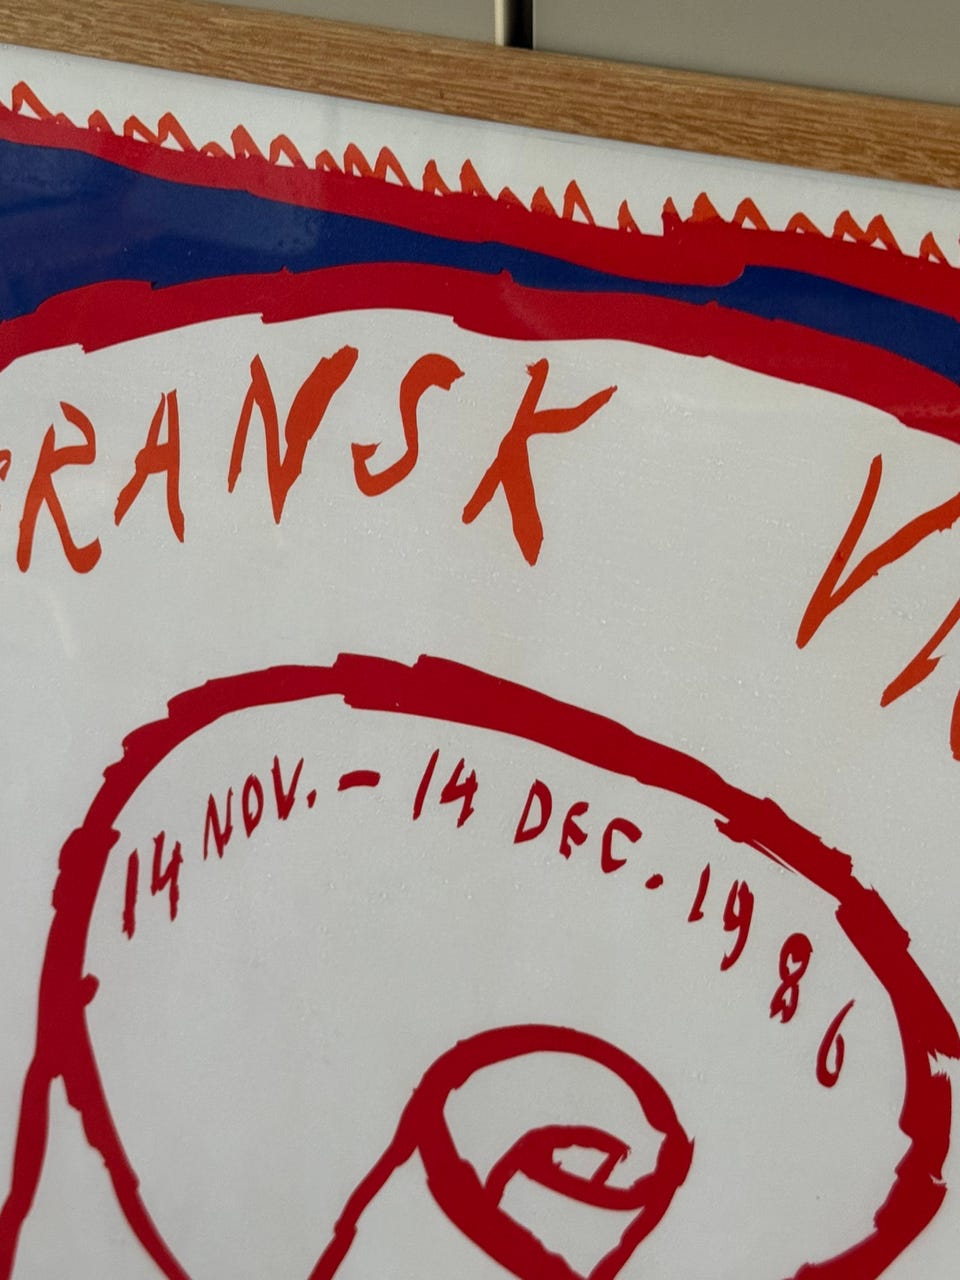 FRANSK
14 NOV. - 14 DEC. 1986